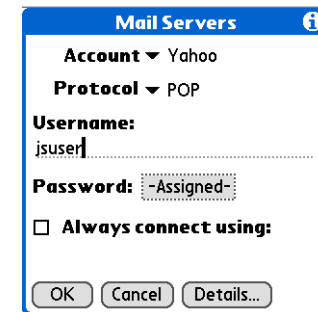 Mail Servers i
Account Yahoo
Protocol POP
Username:
jsuser
Password: -Assigned-
Always connect using:
OK Cancel Details...